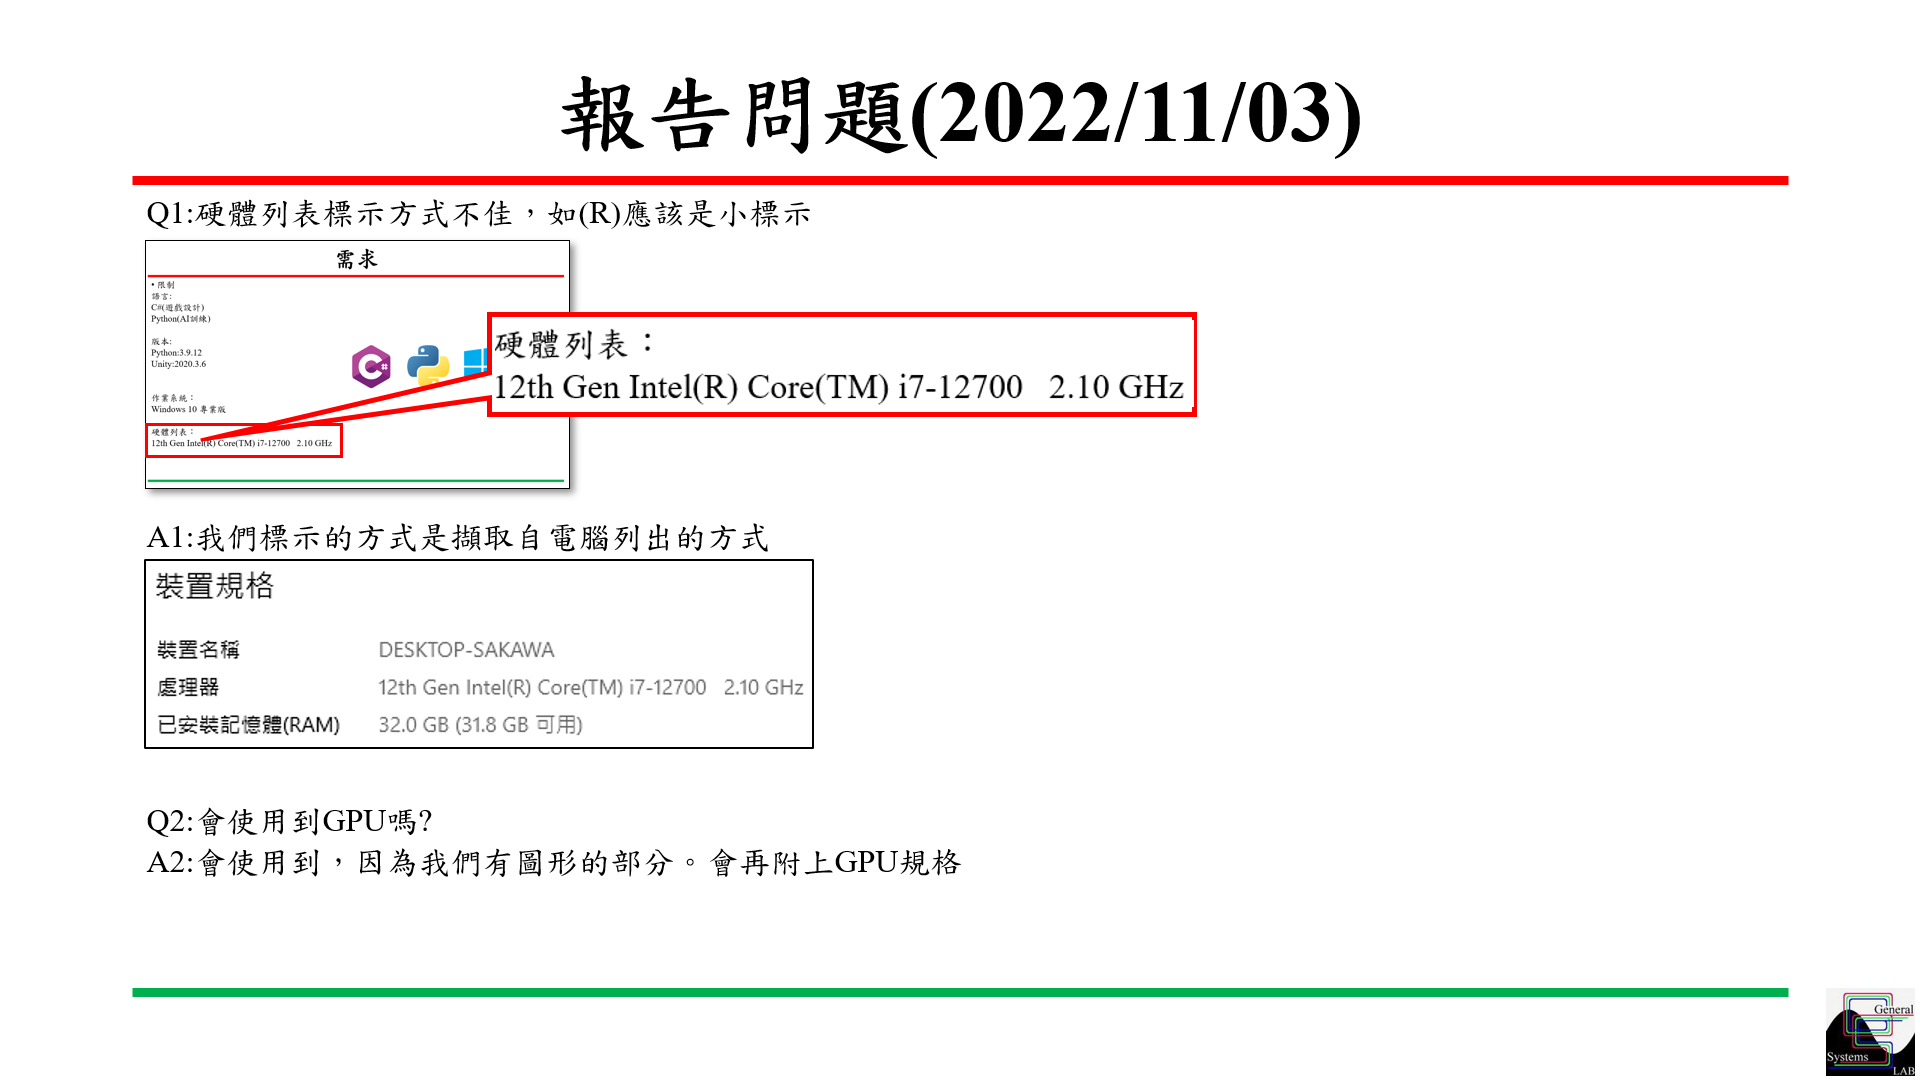 報告問題(2022/11/03)
Q1:硬體列表標示方式不佳，如(R)應該是小標示
需求
• 限制
語言:
C#(遊戲設計)
Python(AI訓練)
版本:
Python:3.9.12
Unity:2020.3.6
作業系統：
Windows 10 專業版
硬體列表：
12th Gen Intel(R) Core(TM) i7-12700 2.10 GHz
硬體列表：
12th Gen Intel(R) Core(TM) i7-12700 2.10 GHz
A1:我們標示的方式是擷取自電腦列出的方式
裝置規格
裝置名稱 DESKTOP-SAKAWA
處理器 12th Gen Intel(R) Core(TM) i7-12700 2.10 GHz
已安裝記憶體(RAM) 32.0 GB (31.8 GB 可用)
Q2:會使用到GPU嗎?
A2:會使用到，因為我們有圖形的部分。會再附上GPU規格
General
Systems
LAB